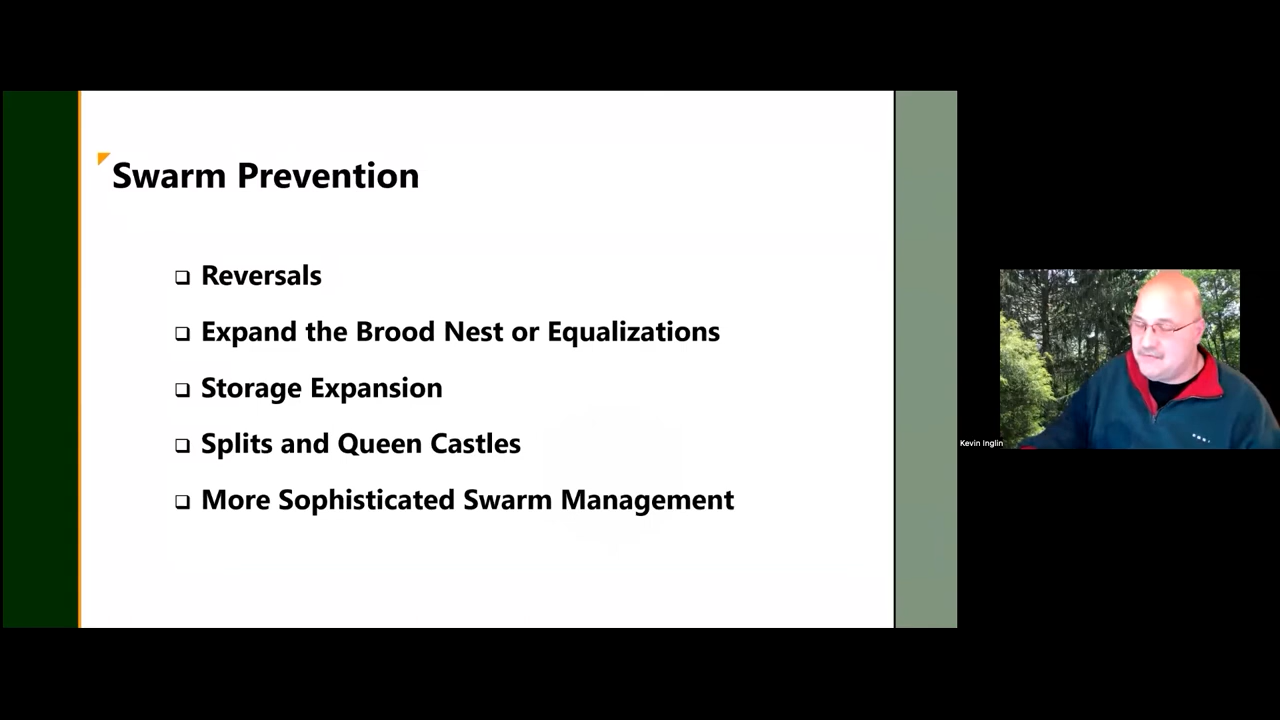 Swarm Prevention
Reversals
Expand the Brood Nest or Equalizations
Storage Expansion
Splits and Queen Castles
More Sophisticated Swarm Management
Kevin Inglin